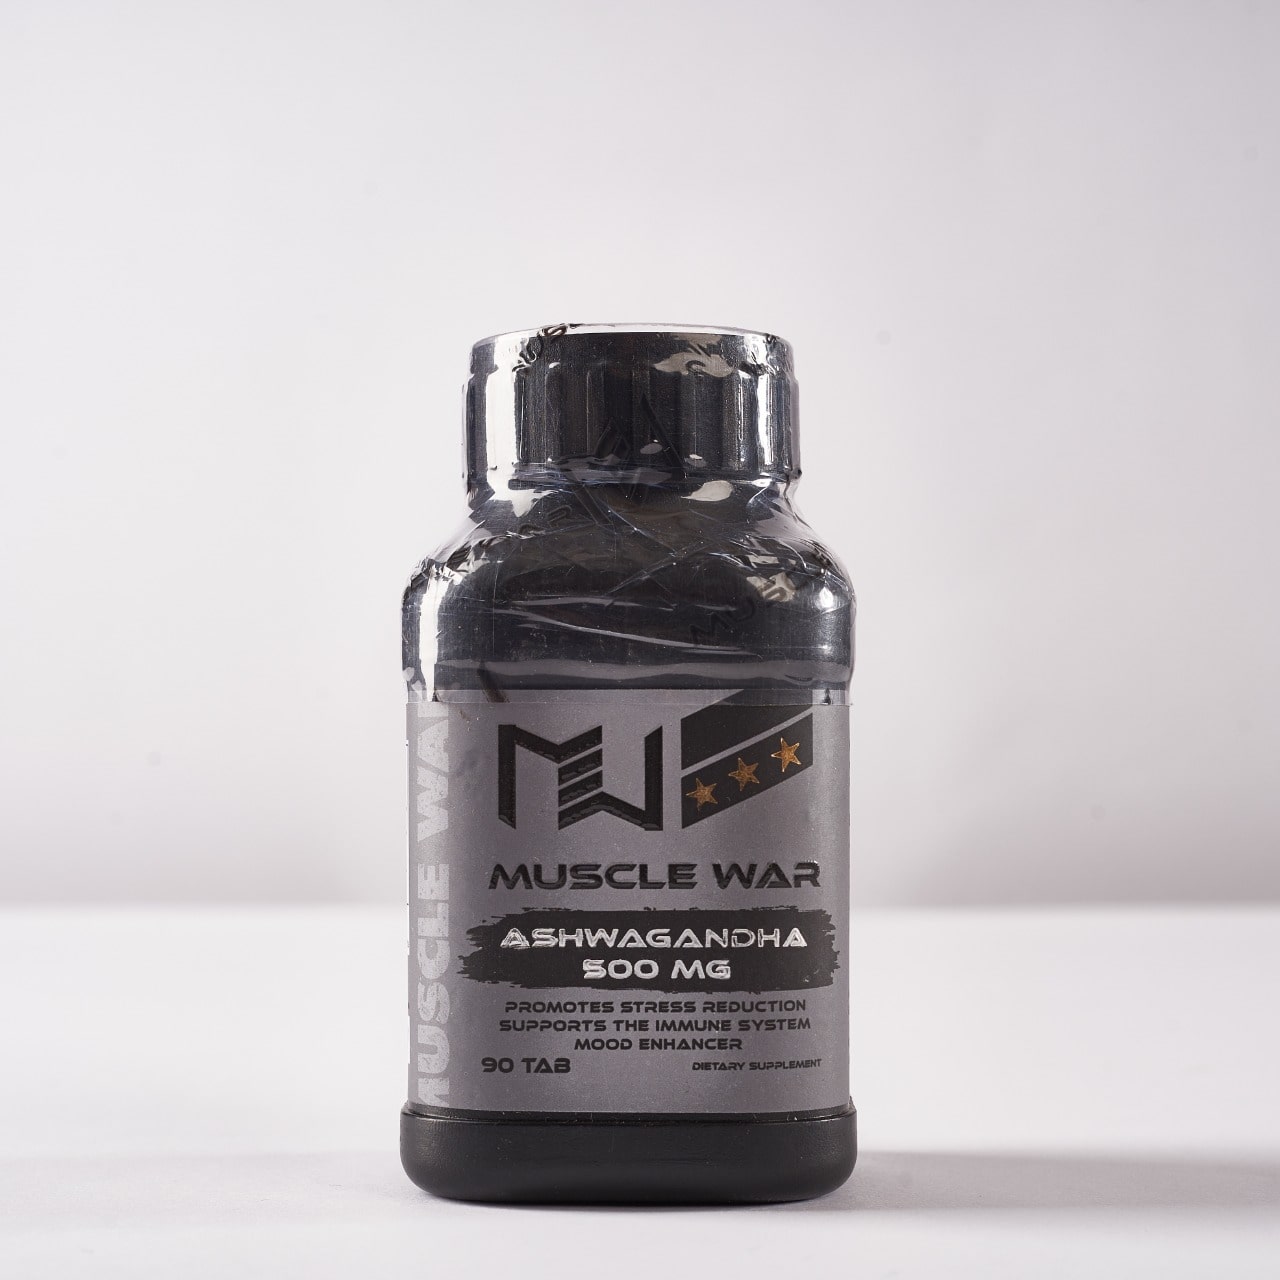 MW
MUSCLE WAR
MUSCLE WAR
ASHWAGANDHA
500 MG
PROMOTES STRESS REDUCTION
SUPPORTS THE IMMUNE SYSTEM
MOOD ENHANCER
90 TAB
DIETARY SUPPLEMENT